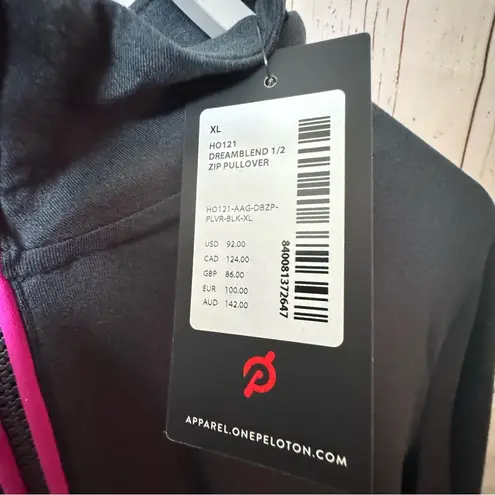 XL
HO121
DREAMBLEND 1/2
ZIP PULLOVER
HO121-AAG-DBZP-
PLVR-BLK-XL
USD 92.00
CAD 124.00
GBP 86.00
EUR 100.00
AUD 142.00
840081372647
APPAREL.ONEPELOTON.COM